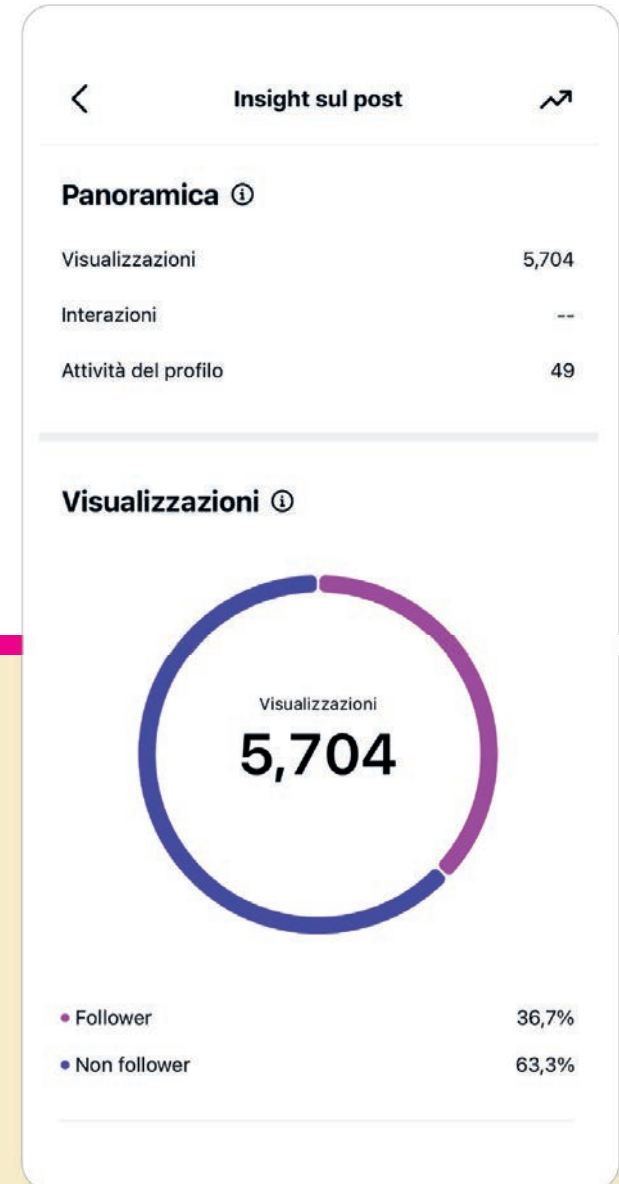 Insight sul post
Panoramica
Visualizzazioni 5,704
Interazioni --
Attività del profilo 49
Visualizzazioni
Visualizzazioni
5,704
Follower 36,7%
Non follower 63,3%